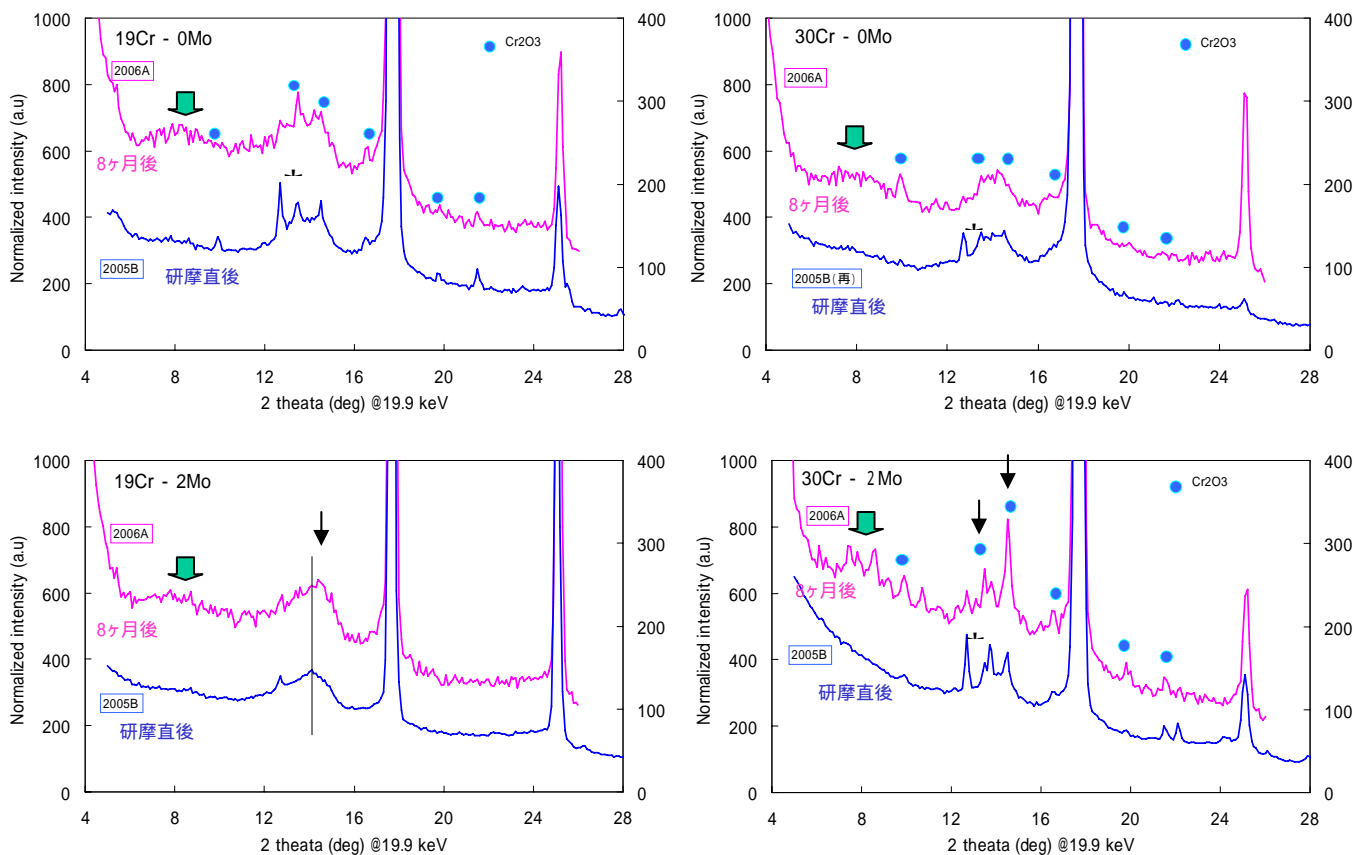 19Cr - 0Mo
Cr2O3
2006A
8ヶ月後
2005B
研摩直後
Normalized intensity (a.u)
1000
800
600
400
200
0
400
300
200
100
0
4 8 12 16 20 24 28
2 theata (deg) @19.9 keV
30Cr - 0Mo
Cr2O3
2006A
8ヶ月後
2005B(再)
研摩直後
Normalized intensity (a.u)
1000
800
600
400
200
0
400
300
200
100
0
4 8 12 16 20 24 28
2 theata (deg) @19.9 keV
19Cr - 2Mo
2006A
8ヶ月後
2005B
研摩直後
Normalized intensity (a.u)
1000
800
600
400
200
0
400
300
200
100
0
4 8 12 16 20 24 28
2 theata (deg) @19.9 keV
30Cr - 2Mo
Cr2O3
2006A
8ヶ月後
2005B
研摩直後
Normalized intensity (a.u)
1000
800
600
400
200
0
400
300
200
100
0
4 8 12 16 20 24 28
2 theata (deg) @19.9 keV